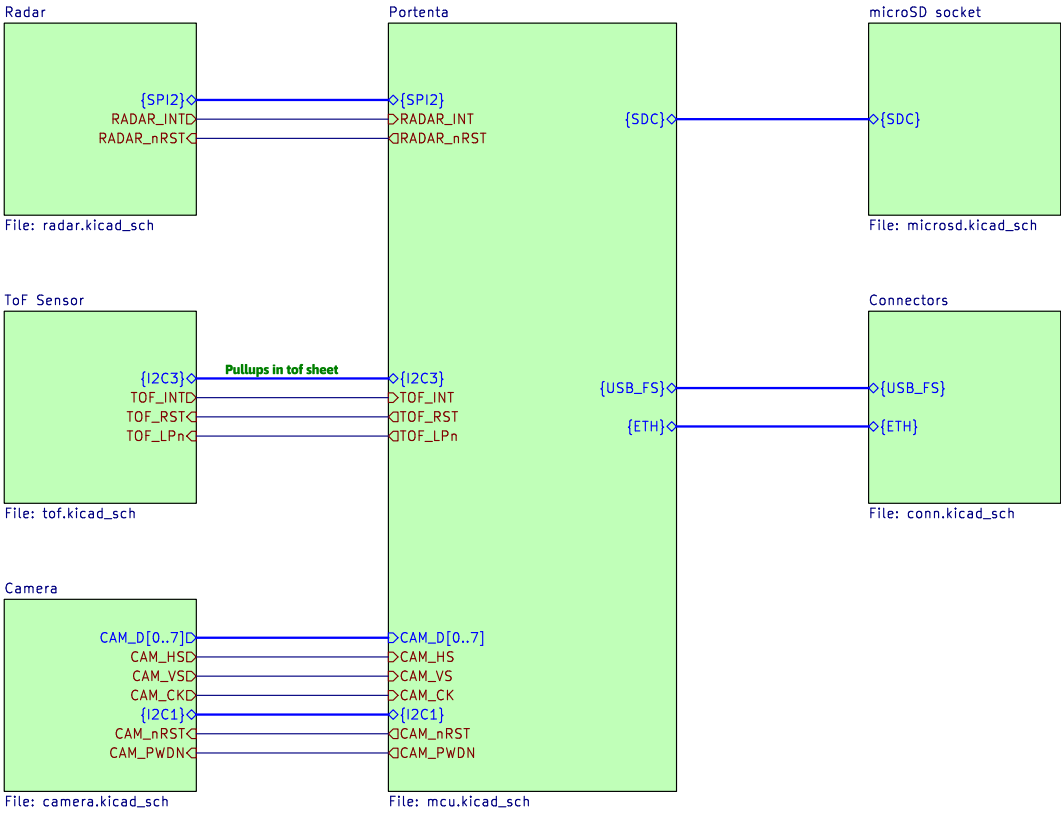 Radar
{SPI2}
RADAR_INT
RADAR_nRST
File: radar.kicad_sch
ToF Sensor
{I2C3}
TOF_INT
TOF_RST
TOF_LPn
File: tof.kicad_sch
Camera
CAM_D[0..7]
CAM_HS
CAM_VS
CAM_CK
{I2C1}
CAM_nRST
CAM_PWDN
File: camera.kicad_sch
Pullups in tof sheet
Portenta
{SPI2}
RADAR_INT
RADAR_nRST
{I2C3}
TOF_INT
TOF_RST
TOF_LPn
CAM_D[0..7]
CAM_HS
CAM_VS
CAM_CK
{I2C1}
CAM_nRST
CAM_PWDN
{SDC}
{USB_FS}
{ETH}
File: mcu.kicad_sch
microSD socket
{SDC}
File: microsd.kicad_sch
Connectors
{USB_FS}
{ETH}
File: conn.kicad_sch